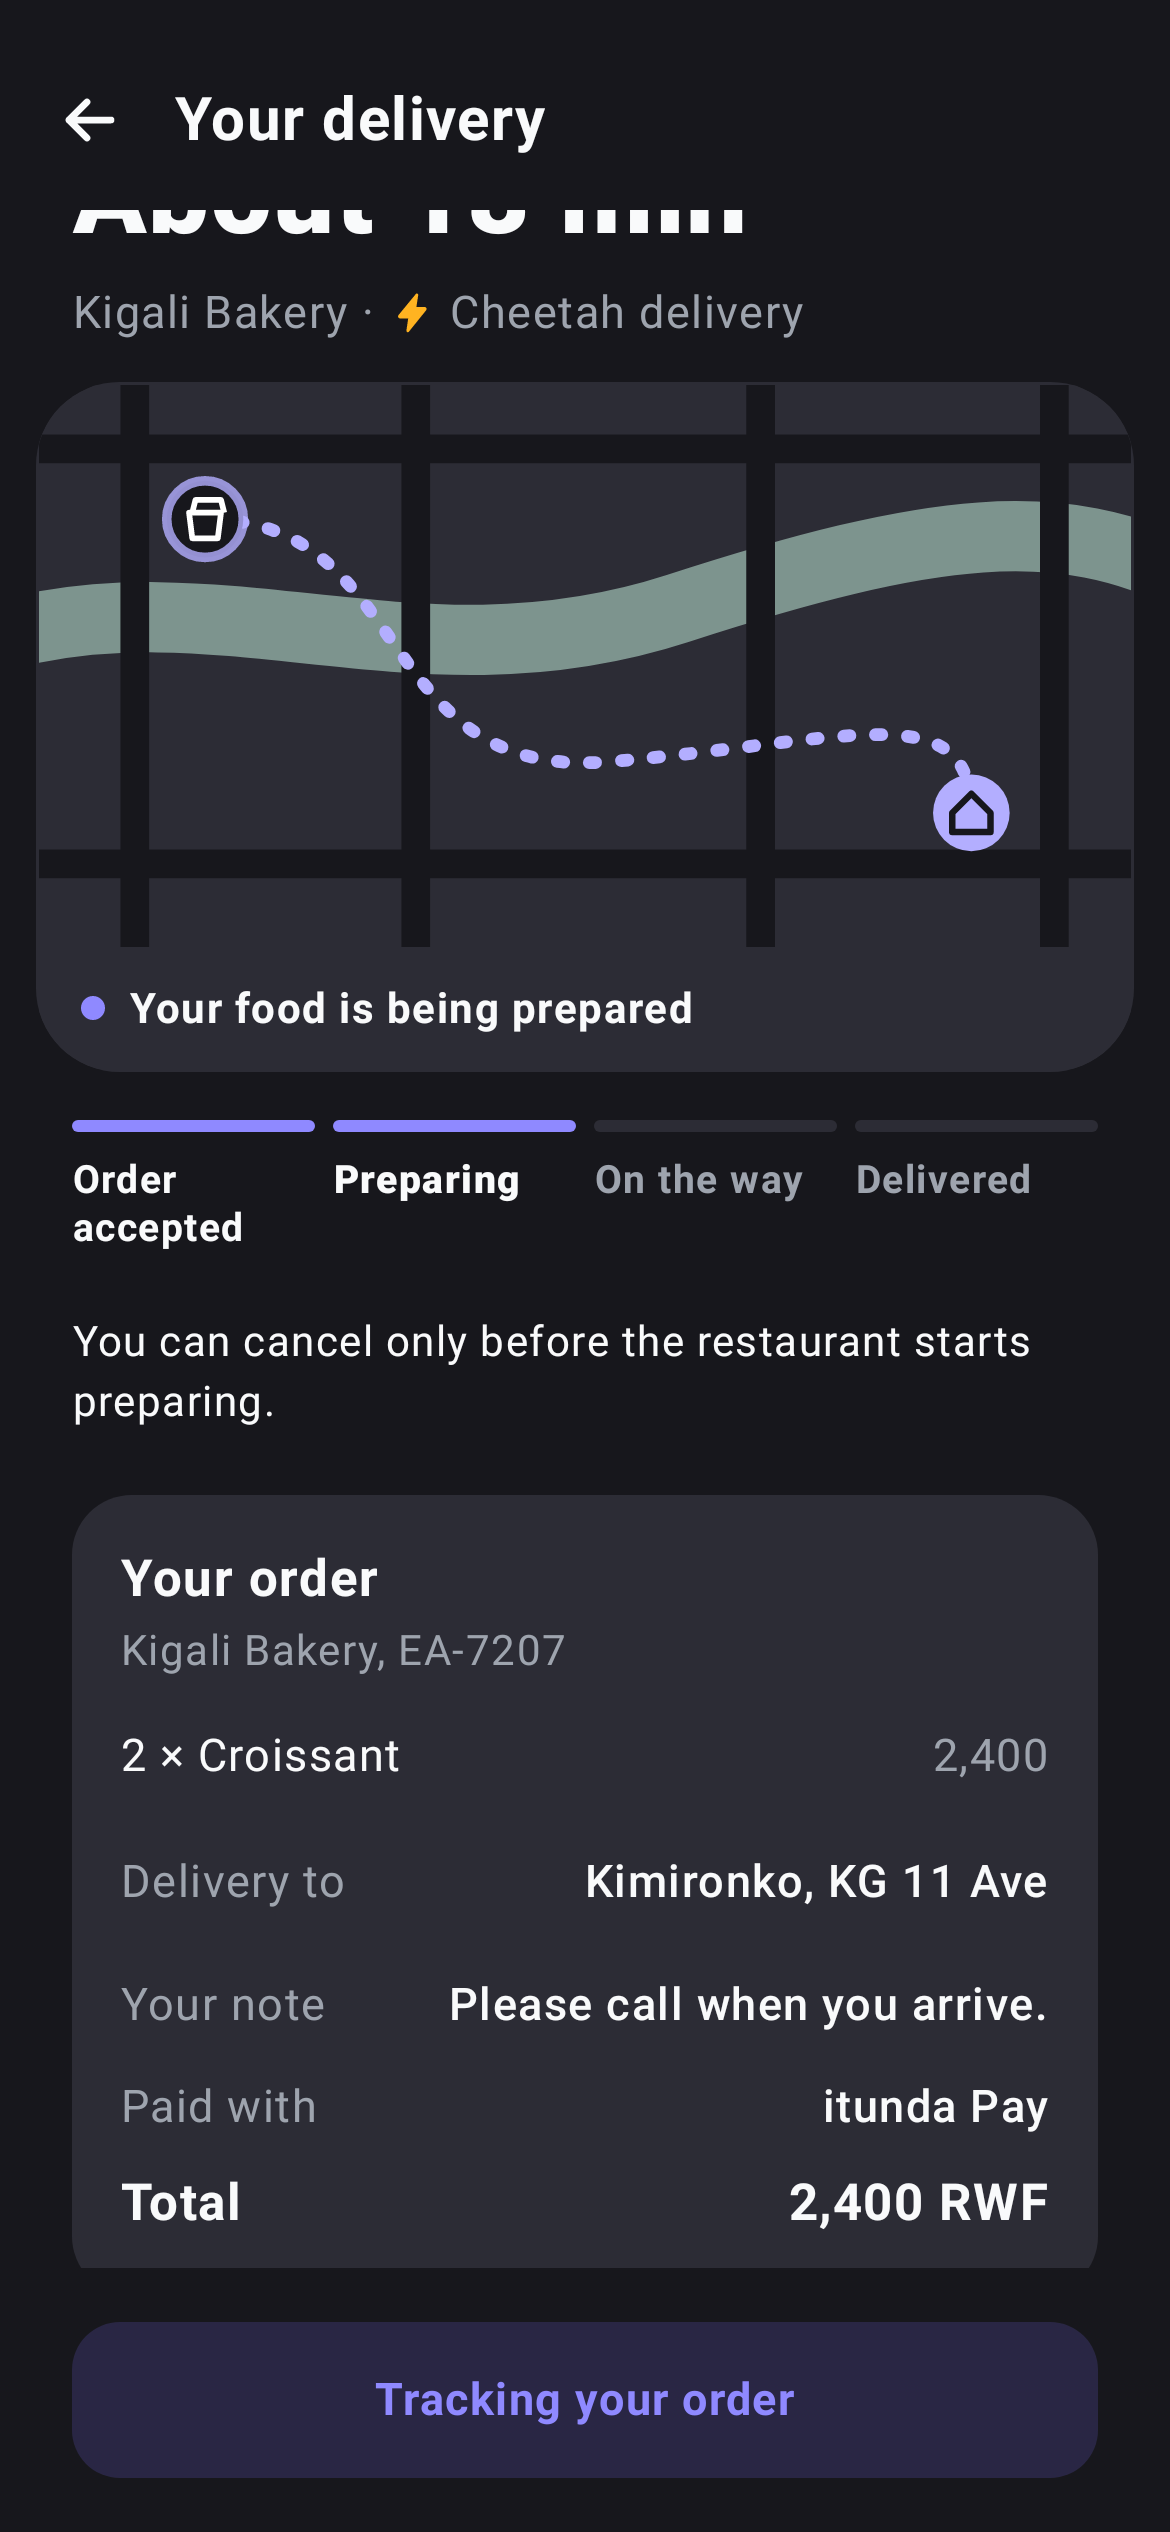 Your delivery
About min
Kigali Bakery · ⚡ Cheetah delivery
Your food is being prepared
Order accepted
Preparing
On the way
Delivered
You can cancel only before the restaurant starts
preparing.
Your order
Kigali Bakery, EA-7207
2 × Croissant 2,400
Delivery to Kimironko, KG 11 Ave
Your note Please call when you arrive.
Paid with itunda Pay
Total 2,400 RWF
Tracking your order